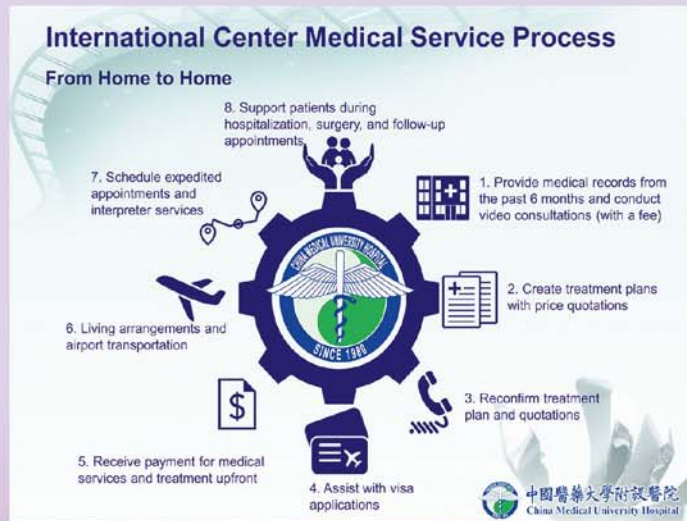 International Center Medical Service Process
From Home to Home
8. Support patients during
hospitalization, surgery, and follow-up
appointments
1. Provide medical records from
the past 6 months and conduct
video consultations (with a fee)
2. Create treatment plans
with price quotations
3. Reconfirm treatment
plan and quotations
4. Assist with visa
applications
5. Receive payment for medical
services and treatment upfront
6. Living arrangements and
airport transportation
7. Schedule expedited
appointments and
interpreter services
CHINA MEDICAL UNIVERSITY HOSPITAL
SINCE 1980
$
中國醫藥大學附設醫院
China Medical University Hospital